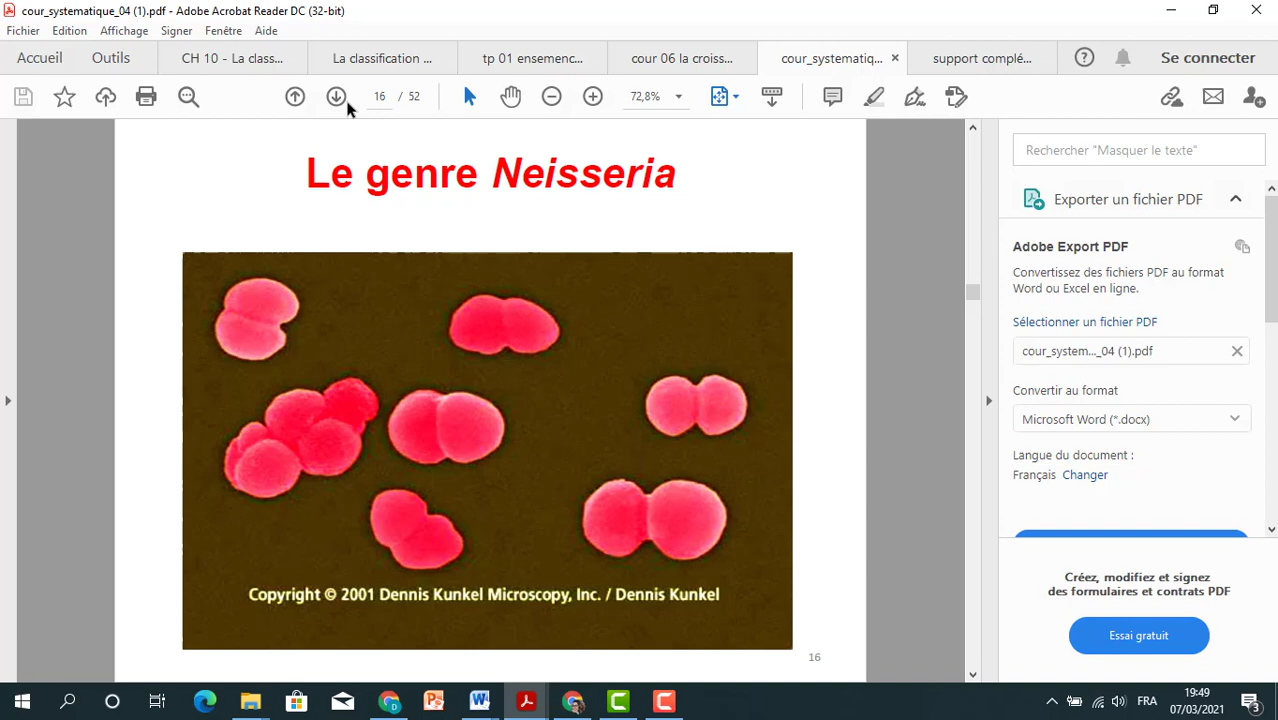 cour_systematique_04 (1).pdf - Adobe Acrobat Reader DC (32-bit)
Fichier Edition Affichage Signer Fenêtre Aide
Accueil Outils CH 10 - La class... La classification ... tp 01 ensemenc... cour 06 la croiss... cour_systematiq... support complé... Se connecter
16 / 52 72,8%
Le genre Neisseria
Copyright © 2001 Dennis Kunkel Microscopy, Inc. / Dennis Kunkel
16
Rechercher "Masquer le texte"
Exporter un fichier PDF
Adobe Export PDF
Convertissez des fichiers PDF au format
Word ou Excel en ligne.
Sélectionner un fichier PDF
cour_system..._04 (1).pdf
Convertir au format
Microsoft Word (*.docx)
Langue du document :
Français Changer
Créez, modifiez et signez
des formulaires et contrats PDF
Essai gratuit
FRA
19:49
07/03/2021
3